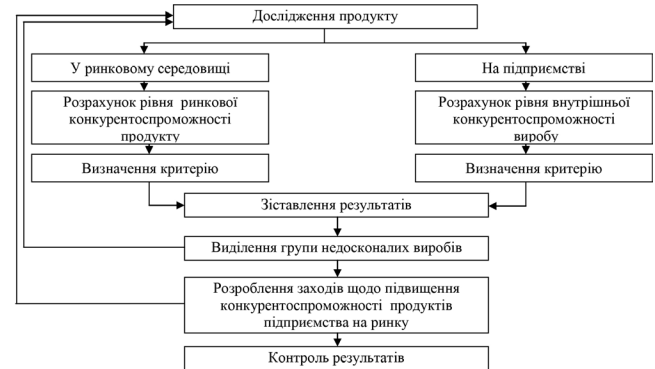 Дослідження продукту
У ринковому середовищі
На підприємстві
Розрахунок рівня ринкової
конкурентоспроможності
продукту
Розрахунок рівня внутрішньої
конкурентоспроможності
виробу
Визначення критерію
Визначення критерію
Зіставлення результатів
Виділення групи недосконалих виробів
Розроблення заходів щодо підвищення
конкурентоспроможності продуктів
підприємства на ринку
Контроль результатів